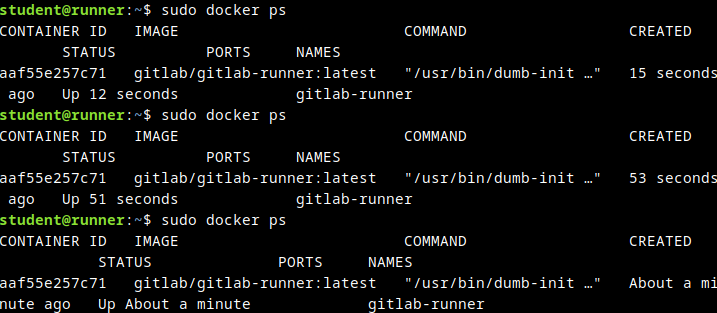 student@runner:~$ sudo docker ps
CONTAINER ID   IMAGE                         COMMAND                  CREATED
       STATUS          PORTS     NAMES
aaf55e257c71   gitlab/gitlab-runner:latest   "/usr/bin/dumb-init …"   15 seconds
 ago   Up 12 seconds             gitlab-runner
student@runner:~$ sudo docker ps
CONTAINER ID   IMAGE                         COMMAND                  CREATED
       STATUS          PORTS     NAMES
aaf55e257c71   gitlab/gitlab-runner:latest   "/usr/bin/dumb-init …"   53 seconds
 ago   Up 51 seconds             gitlab-runner
student@runner:~$ sudo docker ps
CONTAINER ID   IMAGE                         COMMAND                  CREATED
           STATUS              PORTS     NAMES
aaf55e257c71   gitlab/gitlab-runner:latest   "/usr/bin/dumb-init …"   About a mi
nute ago   Up About a minute             gitlab-runner